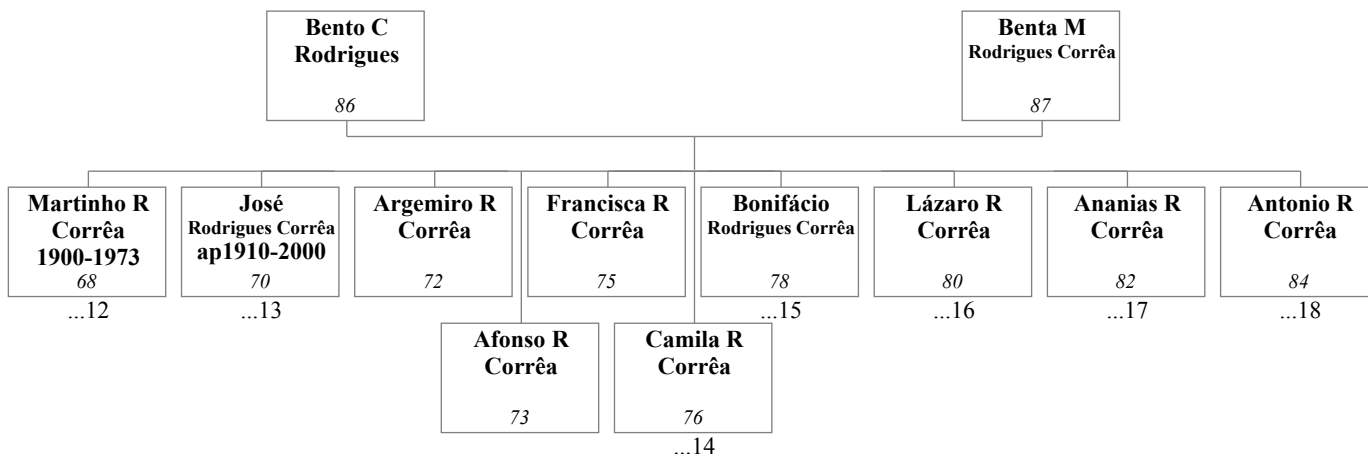 Bento C
Rodrigues
86
Benta M
Rodrigues Corrêa
87
Martinho R
Corrêa
1900-1973
68
...12
José
Rodrigues Corrêa
ap1910-2000
70
...13
Argemiro R
Corrêa
72
Francisca R
Corrêa
75
Bonifácio
Rodrigues Corrêa
78
...15
Lázaro R
Corrêa
80
...16
Ananias R
Corrêa
82
...17
Antonio R
Corrêa
84
...18
Afonso R
Corrêa
73
Camila R
Corrêa
76
...14